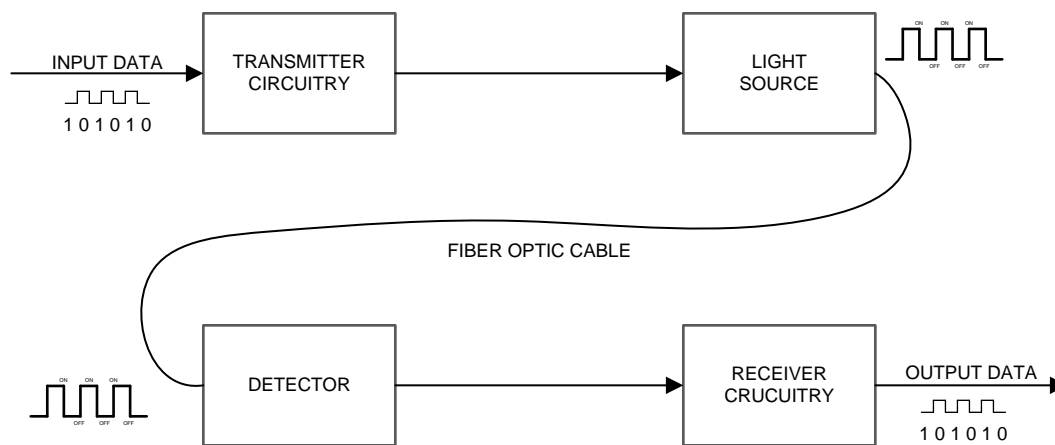 INPUT DATA
1 0 1 0 1 0
TRANSMITTER
CIRCUITRY
LIGHT
SOURCE
ON ON ON
OFF OFF OFF
FIBER OPTIC CABLE
ON ON ON
OFF OFF OFF
DETECTOR
RECEIVER
CRUCUITRY
OUTPUT DATA
1 0 1 0 1 0